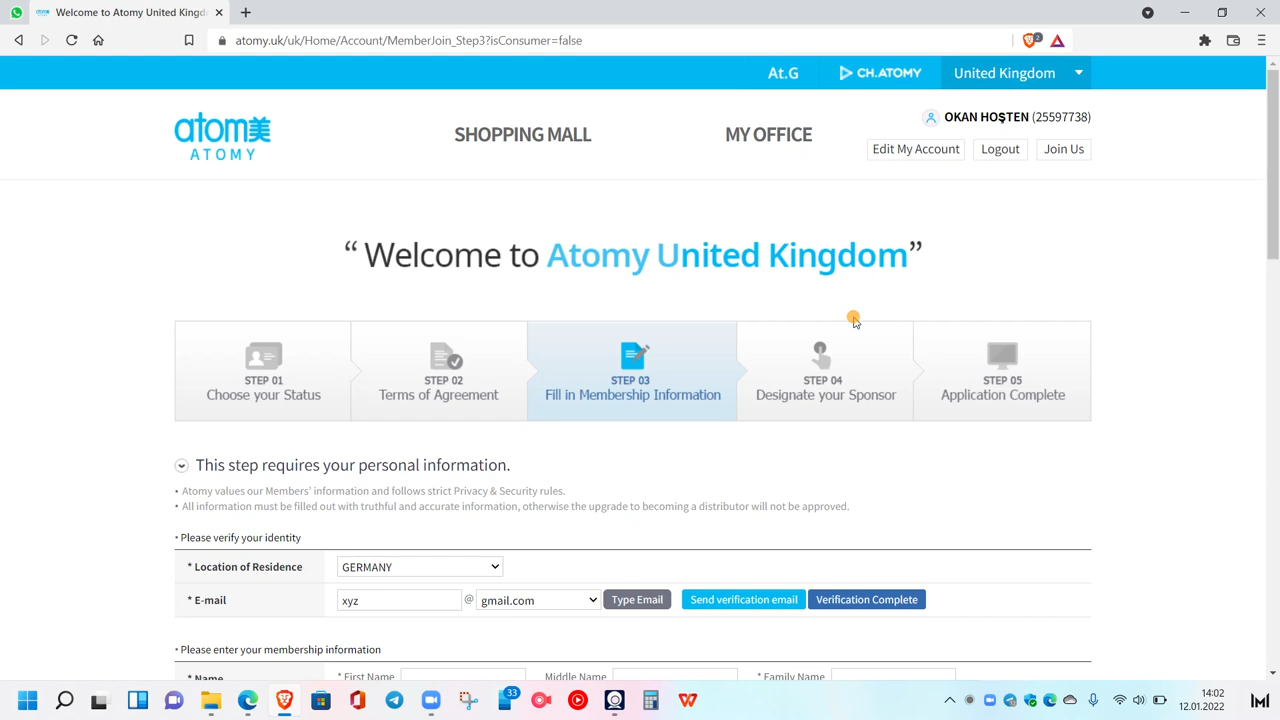 Welcome to Atomy United Kingd
atomy.uk/uk/Home/Account/MemberJoin_Step3?isConsumer=false
2
At.G
CH.ATOMY
United Kingdom
atom美
ATOMY
SHOPPING MALL
MY OFFICE
OKAN HOŞTEN (25597738)
Edit My Account
Logout
Join Us
“ Welcome to Atomy United Kingdom ”
STEP 01
Choose your Status
STEP 02
Terms of Agreement
STEP 03
Fill in Membership Information
STEP 04
Designate your Sponsor
STEP 05
Application Complete
This step requires your personal information.
• Atomy values our Members' information and follows strict Privacy & Security rules.
• All information must be filled out with truthful and accurate information, otherwise the upgrade to becoming a distributor will not be approved.
• Please verify your identity
* Location of Residence
GERMANY
* E-mail
xyz
@
gmail.com
Type Email
Send verification email
Verification Complete
• Please enter your membership information
* Name
* First Name
Middle Name
* Family Name
33
14:02
12.01.2022